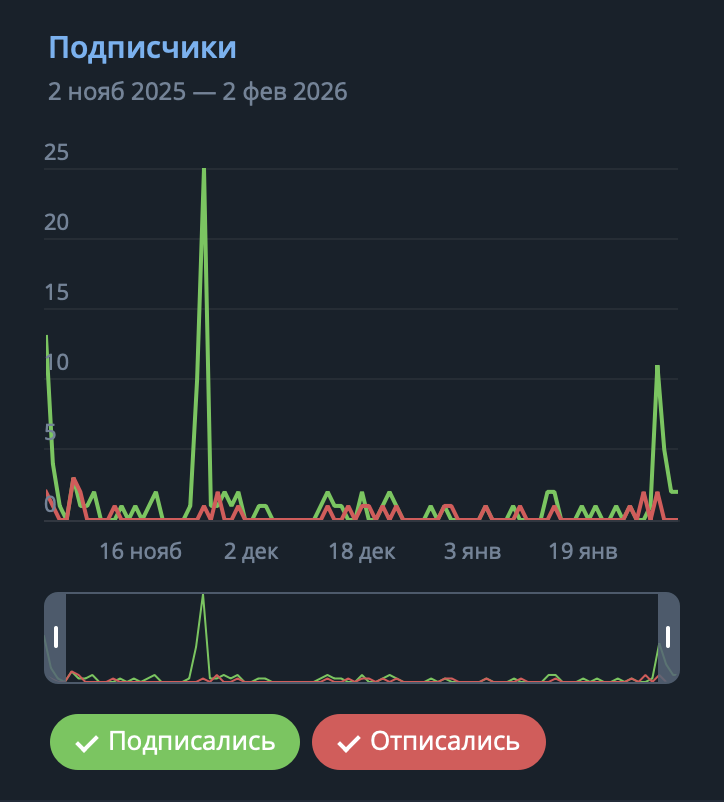 Подписчики
2 нояб 2025 — 2 фев 2026
25
20
15
10
5
0
16 нояб 2 дек 18 дек 3 янв 19 янв
Подписались Отписались